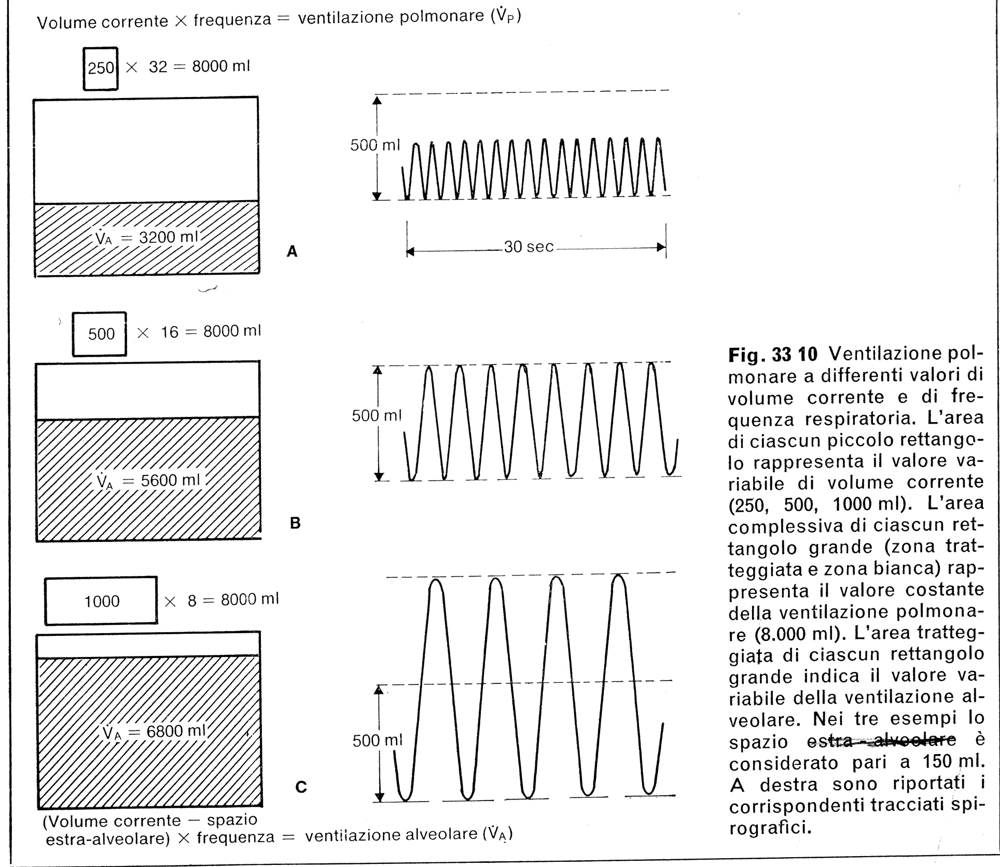 Volume corrente × frequenza = ventilazione polmonare (V̇P)
250 × 32 = 8000 ml
500 ml
V̇A = 3200 ml
A
30 sec
500 × 16 = 8000 ml
500 ml
V̇A = 5600 ml
B
1000 × 8 = 8000 ml
V̇A = 6800 ml
500 ml
C
(Volume corrente – spazio
estra-alveolare) × frequenza = ventilazione alveolare (V̇A)
Fig. 33 10 Ventilazione pol-
monare a differenti valori di
volume corrente e di fre-
quenza respiratoria. L'area
di ciascun piccolo rettango-
lo rappresenta il valore va-
riabile di volume corrente
(250, 500, 1000 ml). L'area
complessiva di ciascun ret-
tangolo grande (zona trat-
teggiata e zona bianca) rap-
presenta il valore costante
della ventilazione polmona-
re (8.000 ml). L'area tratteg-
giata di ciascun rettangolo
grande indica il valore va-
riabile della ventilazione al-
veolare. Nei tre esempi lo
spazio estra-alveolare è
considerato pari a 150 ml.
A destra sono riportati i
corrispondenti tracciati spi-
rografici.